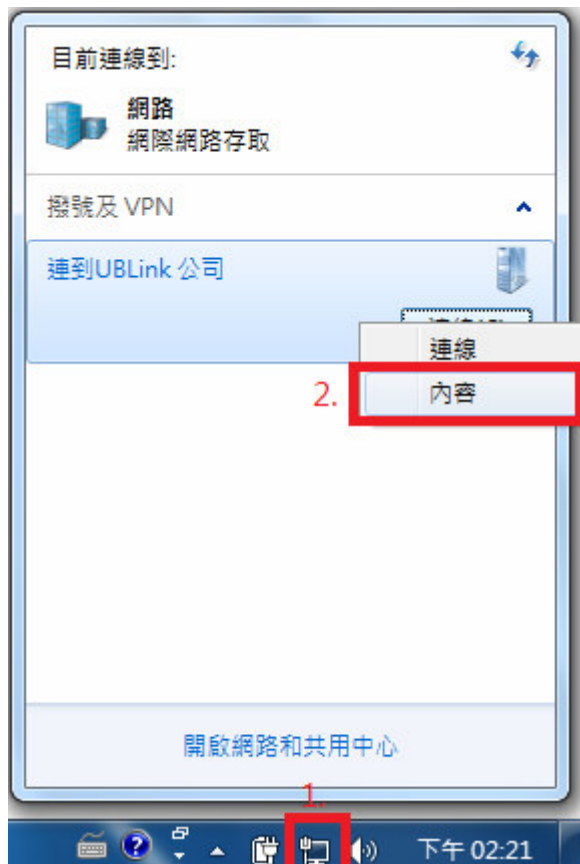 目前連線到:
網路
網際網路存取
撥號及 VPN
連到UBLink 公司
連線
2.
內容
開啟網路和共用中心
1.
下午 02:21